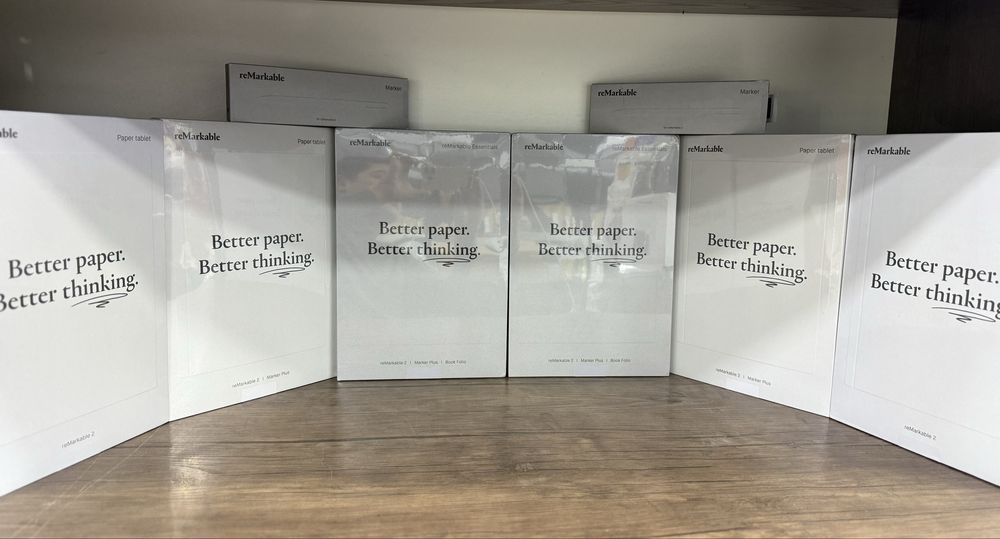 reMarkable
Marker
reMarkable
Marker
Paper tablet
Better paper.
Better thinking.
reMarkable 2
reMarkable
Paper tablet
Better paper.
Better thinking.
reMarkable 2 | Marker Plus
reMarkable
reMarkable Essentials
Better paper.
Better thinking.
reMarkable 2 | Marker Plus | Book Folio
reMarkable
reMarkable Essentials
Better paper.
Better thinking.
reMarkable 2 | Marker Plus | Book Folio
reMarkable
Paper tablet
Better paper.
Better thinking.
reMarkable 2 | Marker Plus
reMarkable
Better paper.
Better thinking
reMarkable 2